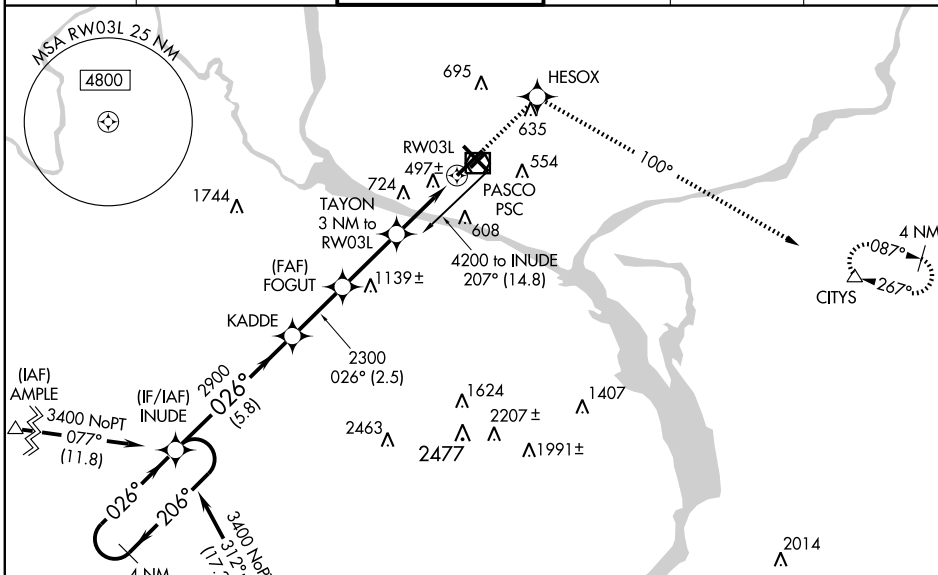 MSA RW03L 25 NM
4800
695
HESOX
635
RW03L
497±
554
724
1744
PASCO
PSC
TAYON
3 NM to
RW03L
608
100°
4 NM
087°
267°
CITYS
4200 to INUDE
207° (14.8)
(FAF)
FOGUT
1139±
KADDE
2300
026° (2.5)
2900
026°
(5.8)
(IAF)
AMPLE
3400 NoPT
077°
(11.8)
(IF/IAF)
INUDE
1624
1407
2207 ±
2463
2477
1991±
026°
206°
3400 NoPT
312°
4 NM
2014